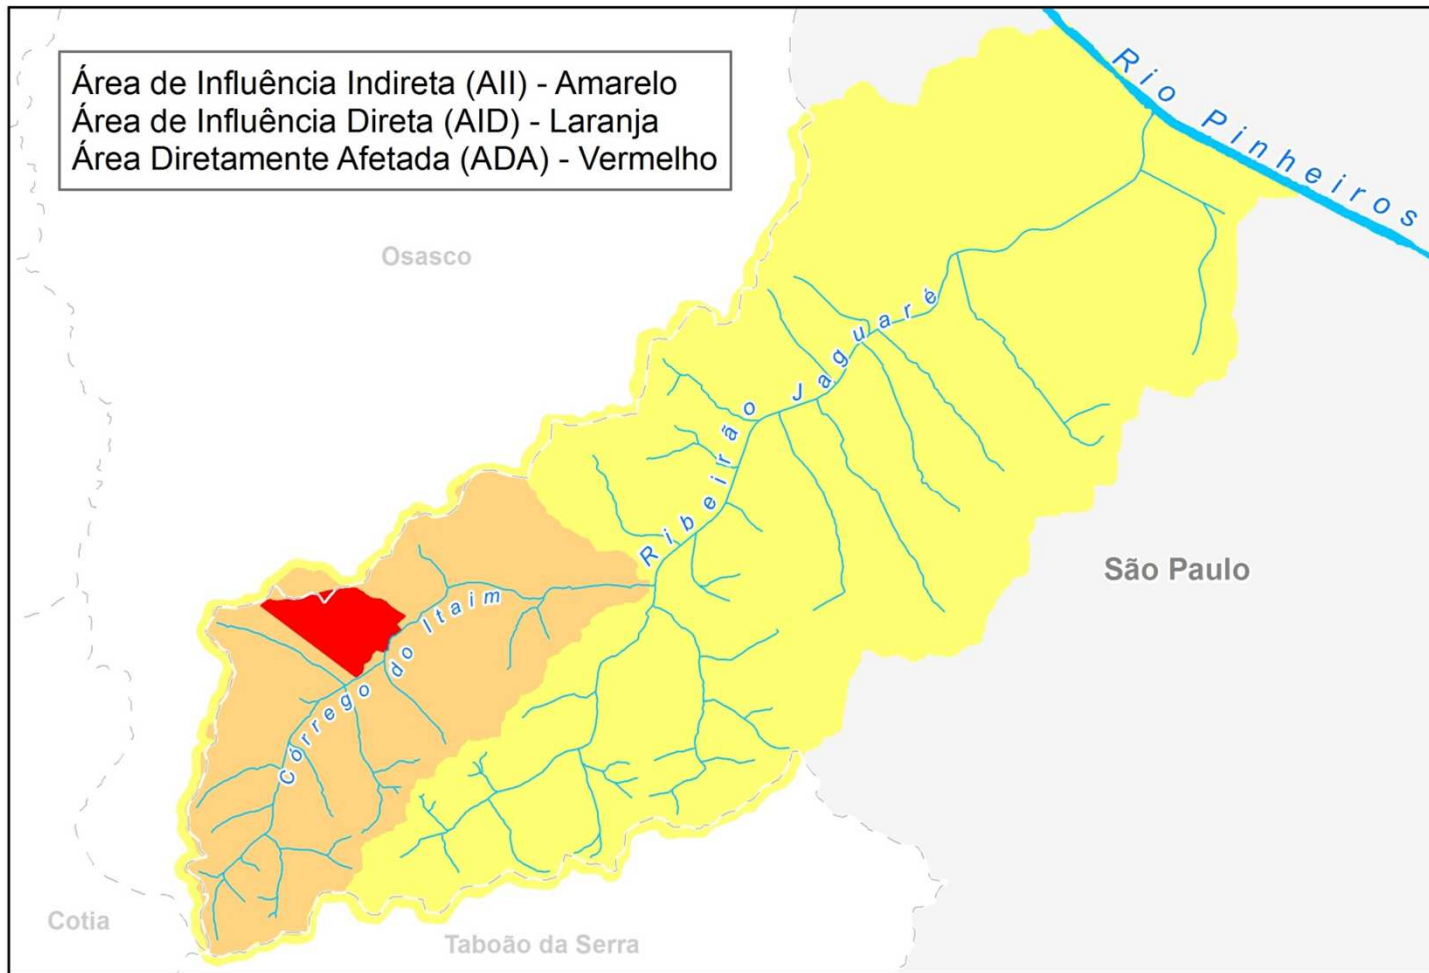 Área de Influência Indireta (AII) - Amarelo
Área de Influência Direta (AID) - Laranja
Área Diretamente Afetada (ADA) - Vermelho
Rio Pinheiros
Osasco
Ribeirão Jaguaré
São Paulo
Córrego do Itaim
Cotia
Taboão da Serra